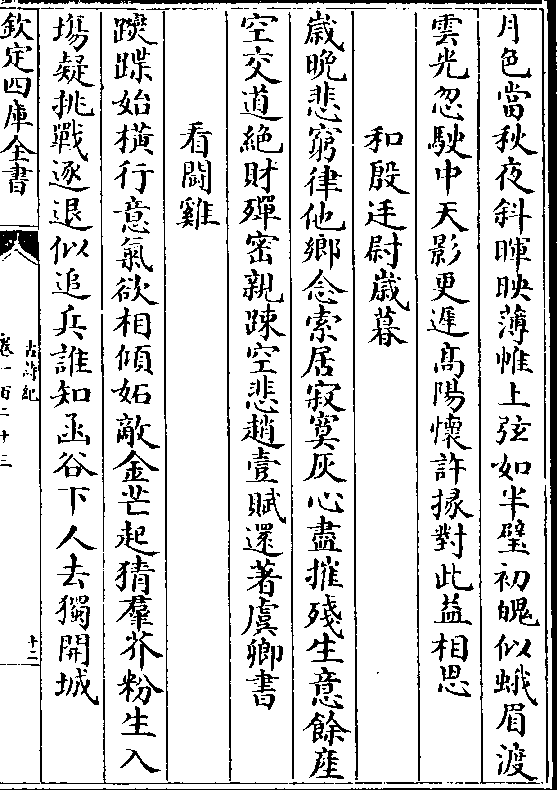 月色當秋夜斜暉映薄帷上弦如半璧初魄似蛾眉渡
雲光忽駛中天影更遲髙陽懷許掾對此益相思
和殷廷尉歲暮
歲晩悲窮律他鄉念索居寂寞灰心盡摧殘生意餘産
空交道絶財殫密親踈空悲趙壹賦還著虞卿書
看鬬雞
蹀躞始橫行意氣欲相傾妬敵金芒起猜羣芥粉生入
塲疑挑戰逐退似追兵誰知函谷下人去獨開城
欽定四庫全書
古詩紀
卷一百二十三
十二